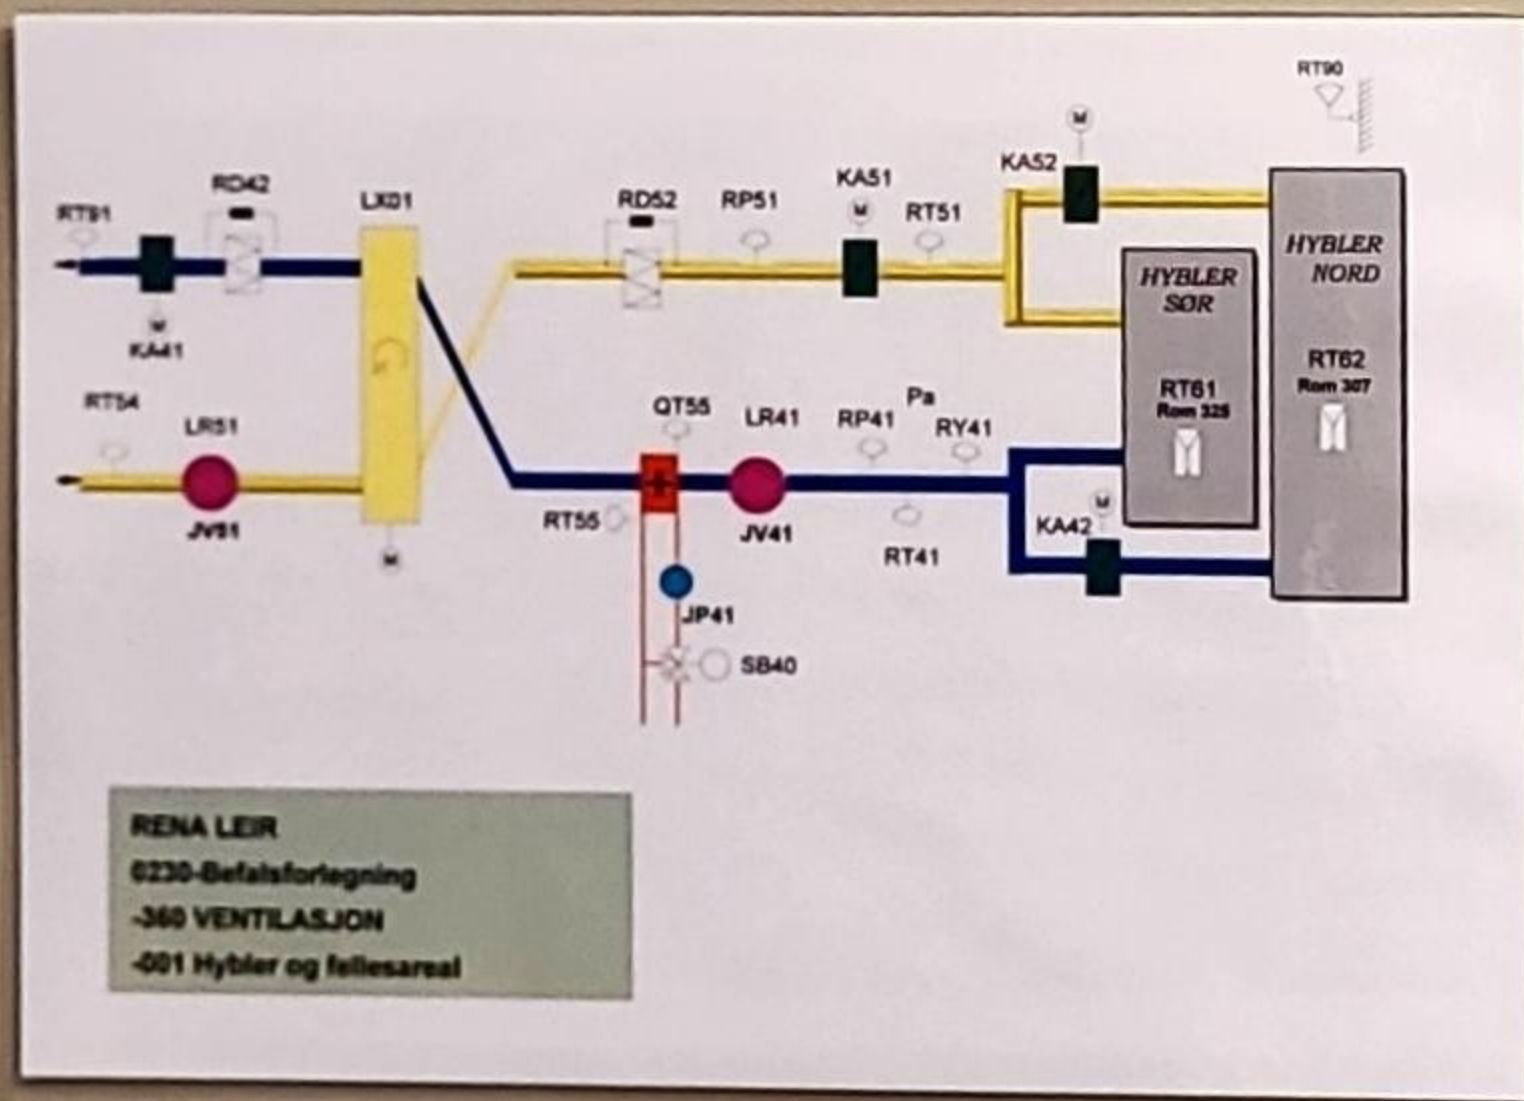 RT90
KA52
M
RD42
RD52
RP51
KA51
M
RT51
RT91
LX01
HYBLER
NORD
HYBLER
SØR
M
KA41
RT54
LR51
QT55
LR41
RP41
Pa
RY41
RT61
Rom 325
RT62
Rom 307
JV51
RT55
JV41
RT41
KA42
M
M
JP41
SB40
RENA LEIR
0230-Befalsforlegning
-360 VENTILASJON
-001 Hybler og fellesareal